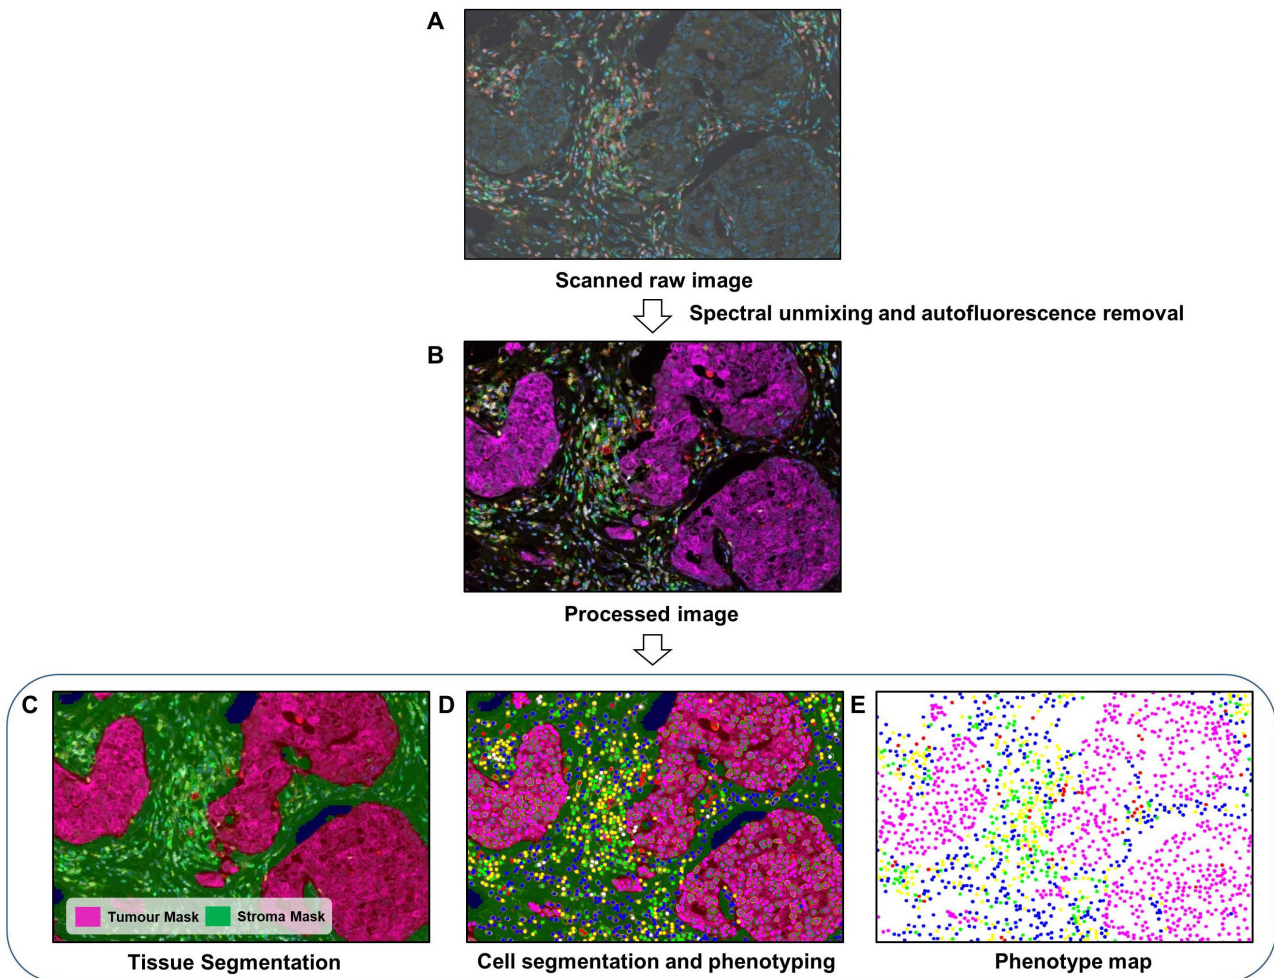 A
Scanned raw image
Spectral unmixing and autofluorescence removal
B
Processed image
C
D
E
Tumour Mask
Stroma Mask
Tissue Segmentation
Cell segmentation and phenotyping
Phenotype map